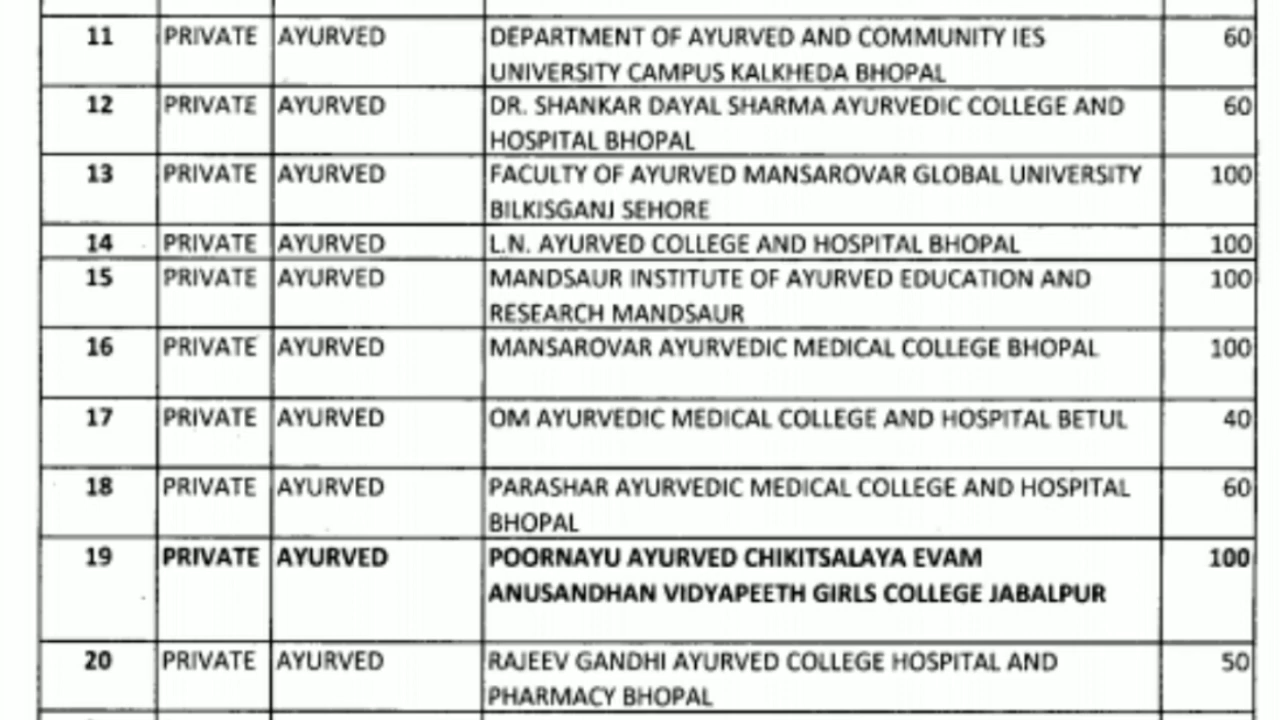 11 PRIVATE AYURVED DEPARTMENT OF AYURVED AND COMMUNITY IES 60
UNIVERSITY CAMPUS KALKHEDA BHOPAL
12 PRIVATE AYURVED DR. SHANKAR DAYAL SHARMA AYURVEDIC COLLEGE AND 60
HOSPITAL BHOPAL
13 PRIVATE AYURVED FACULTY OF AYURVED MANSAROVAR GLOBAL UNIVERSITY 100
BILKISGANJ SEHORE
14 PRIVATE AYURVED L.N. AYURVED COLLEGE AND HOSPITAL BHOPAL 100
15 PRIVATE AYURVED MANDSAUR INSTITUTE OF AYURVED EDUCATION AND 100
RESEARCH MANDSAUR
16 PRIVATE AYURVED MANSAROVAR AYURVEDIC MEDICAL COLLEGE BHOPAL 100
17 PRIVATE AYURVED OM AYURVEDIC MEDICAL COLLEGE AND HOSPITAL BETUL 40
18 PRIVATE AYURVED PARASHAR AYURVEDIC MEDICAL COLLEGE AND HOSPITAL 60
BHOPAL
19 PRIVATE AYURVED POORNAYU AYURVED CHIKITSALAYA EVAM 100
ANUSANDHAN VIDYAPEETH GIRLS COLLEGE JABALPUR
20 PRIVATE AYURVED RAJEEV GANDHI AYURVED COLLEGE HOSPITAL AND 50
PHARMACY BHOPAL